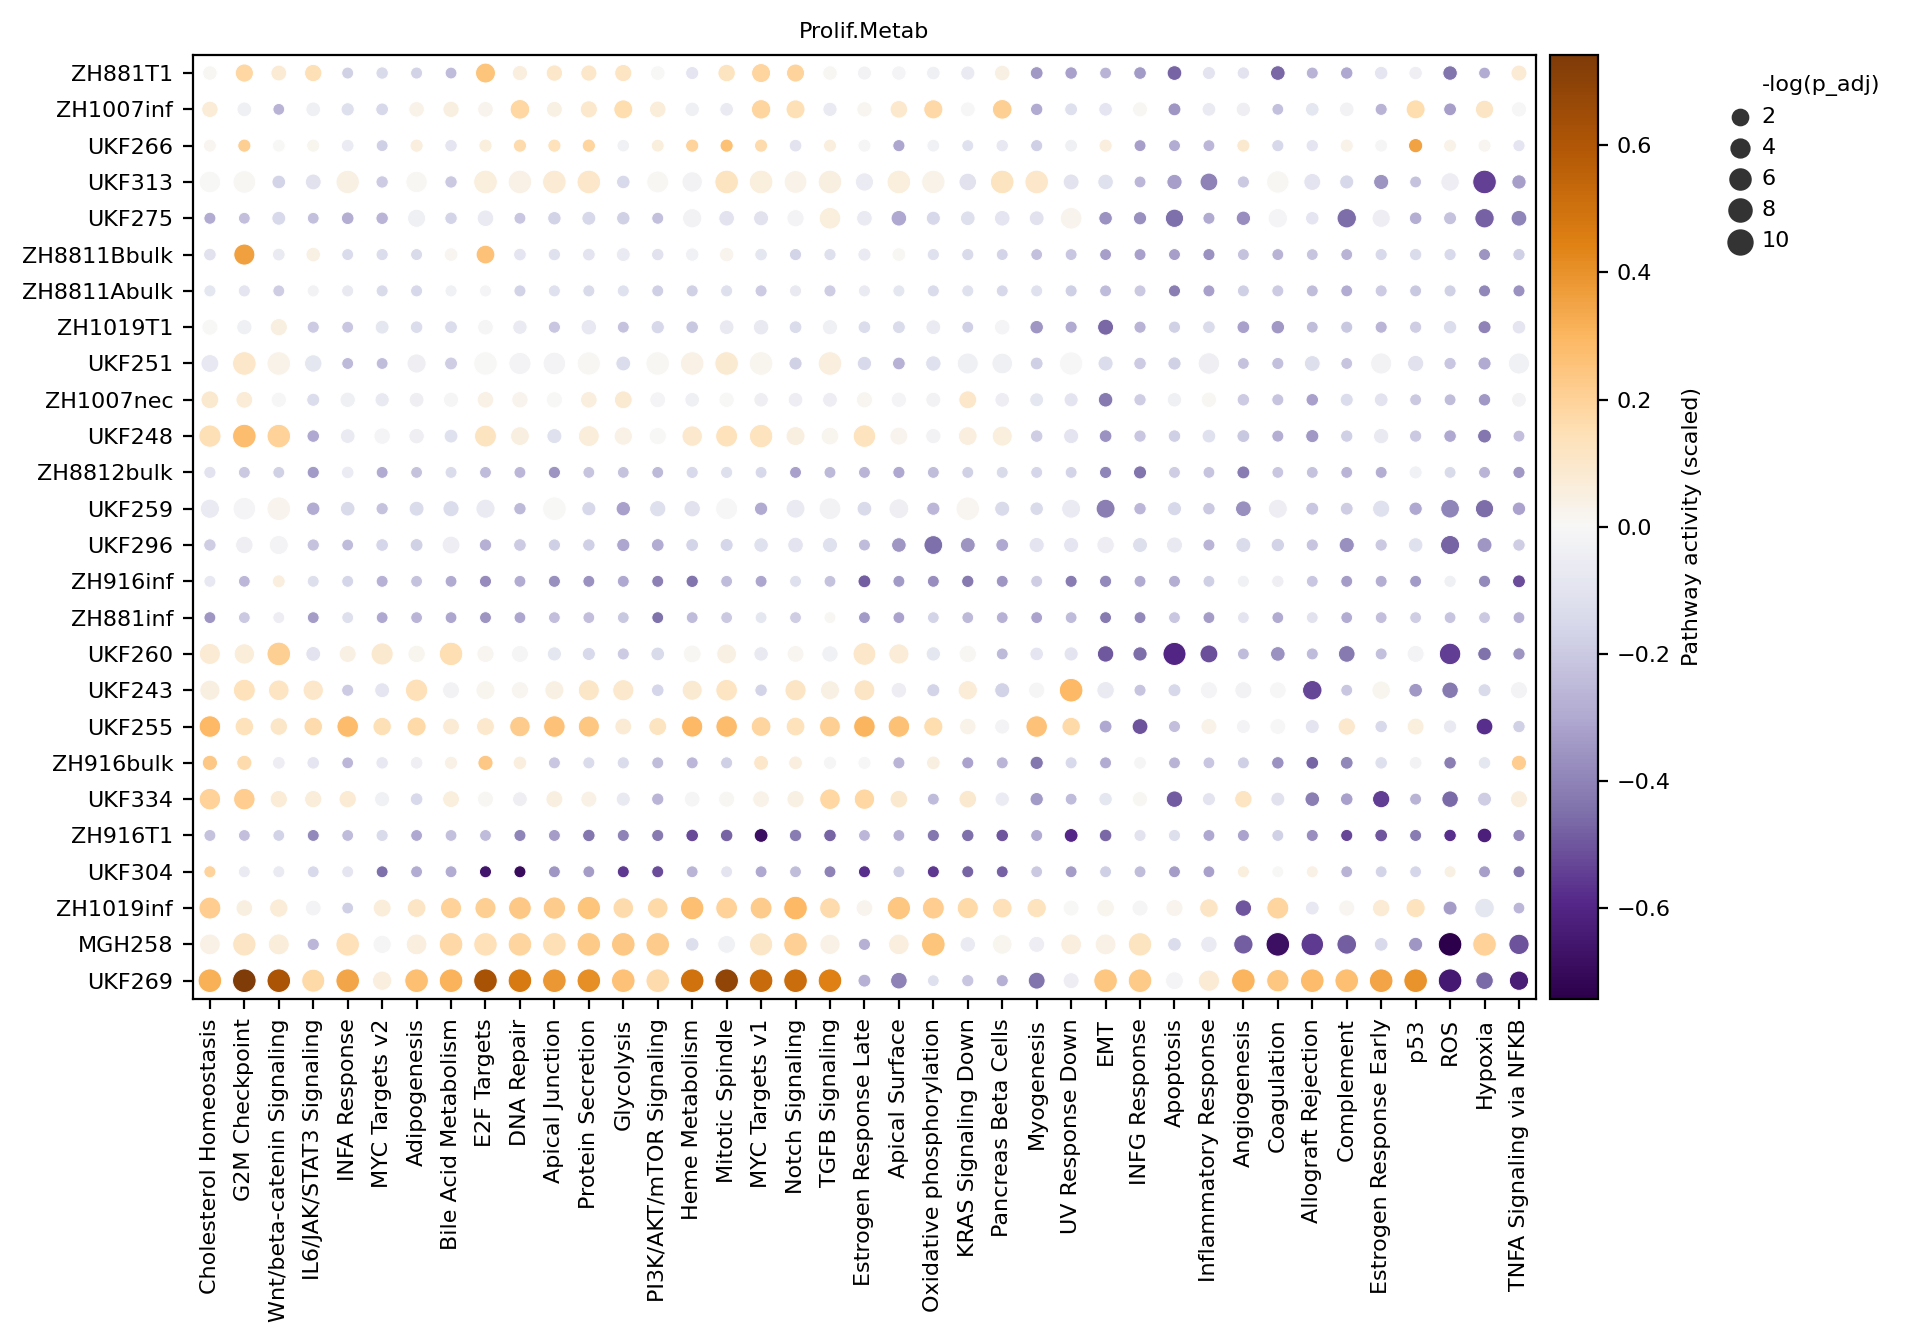 Prolif.Metab
ZH881T1
ZH1007inf
UKF266
UKF313
UKF275
ZH8811Bbulk
ZH8811Abulk
ZH1019T1
UKF251
ZH1007nec
UKF248
ZH8812bulk
UKF259
UKF296
ZH916inf
ZH881inf
UKF260
UKF243
UKF255
ZH916bulk
UKF334
ZH916T1
UKF304
ZH1019inf
MGH258
UKF269
Cholesterol Homeostasis
G2M Checkpoint
Wnt/beta-catenin Signaling
IL6/JAK/STAT3 Signaling
INFA Response
MYC Targets v2
Adipogenesis
Bile Acid Metabolism
E2F Targets
DNA Repair
Apical Junction
Protein Secretion
Glycolysis
PI3K/AKT/mTOR Signaling
Heme Metabolism
Mitotic Spindle
MYC Targets v1
Notch Signaling
TGFB Signaling
Estrogen Response Late
Apical Surface
Oxidative phosphorylation
KRAS Signaling Down
Pancreas Beta Cells
Myogenesis
UV Response Down
EMT
INFG Response
Apoptosis
Inflammatory Response
Angiogenesis
Coagulation
Allograft Rejection
Complement
Estrogen Response Early
p53
ROS
Hypoxia
TNFA Signaling via NFKB
0.6
0.4
0.2
0.0
−0.2
−0.4
−0.6
Pathway activity (scaled)
-log(p_adj)
2
4
6
8
10